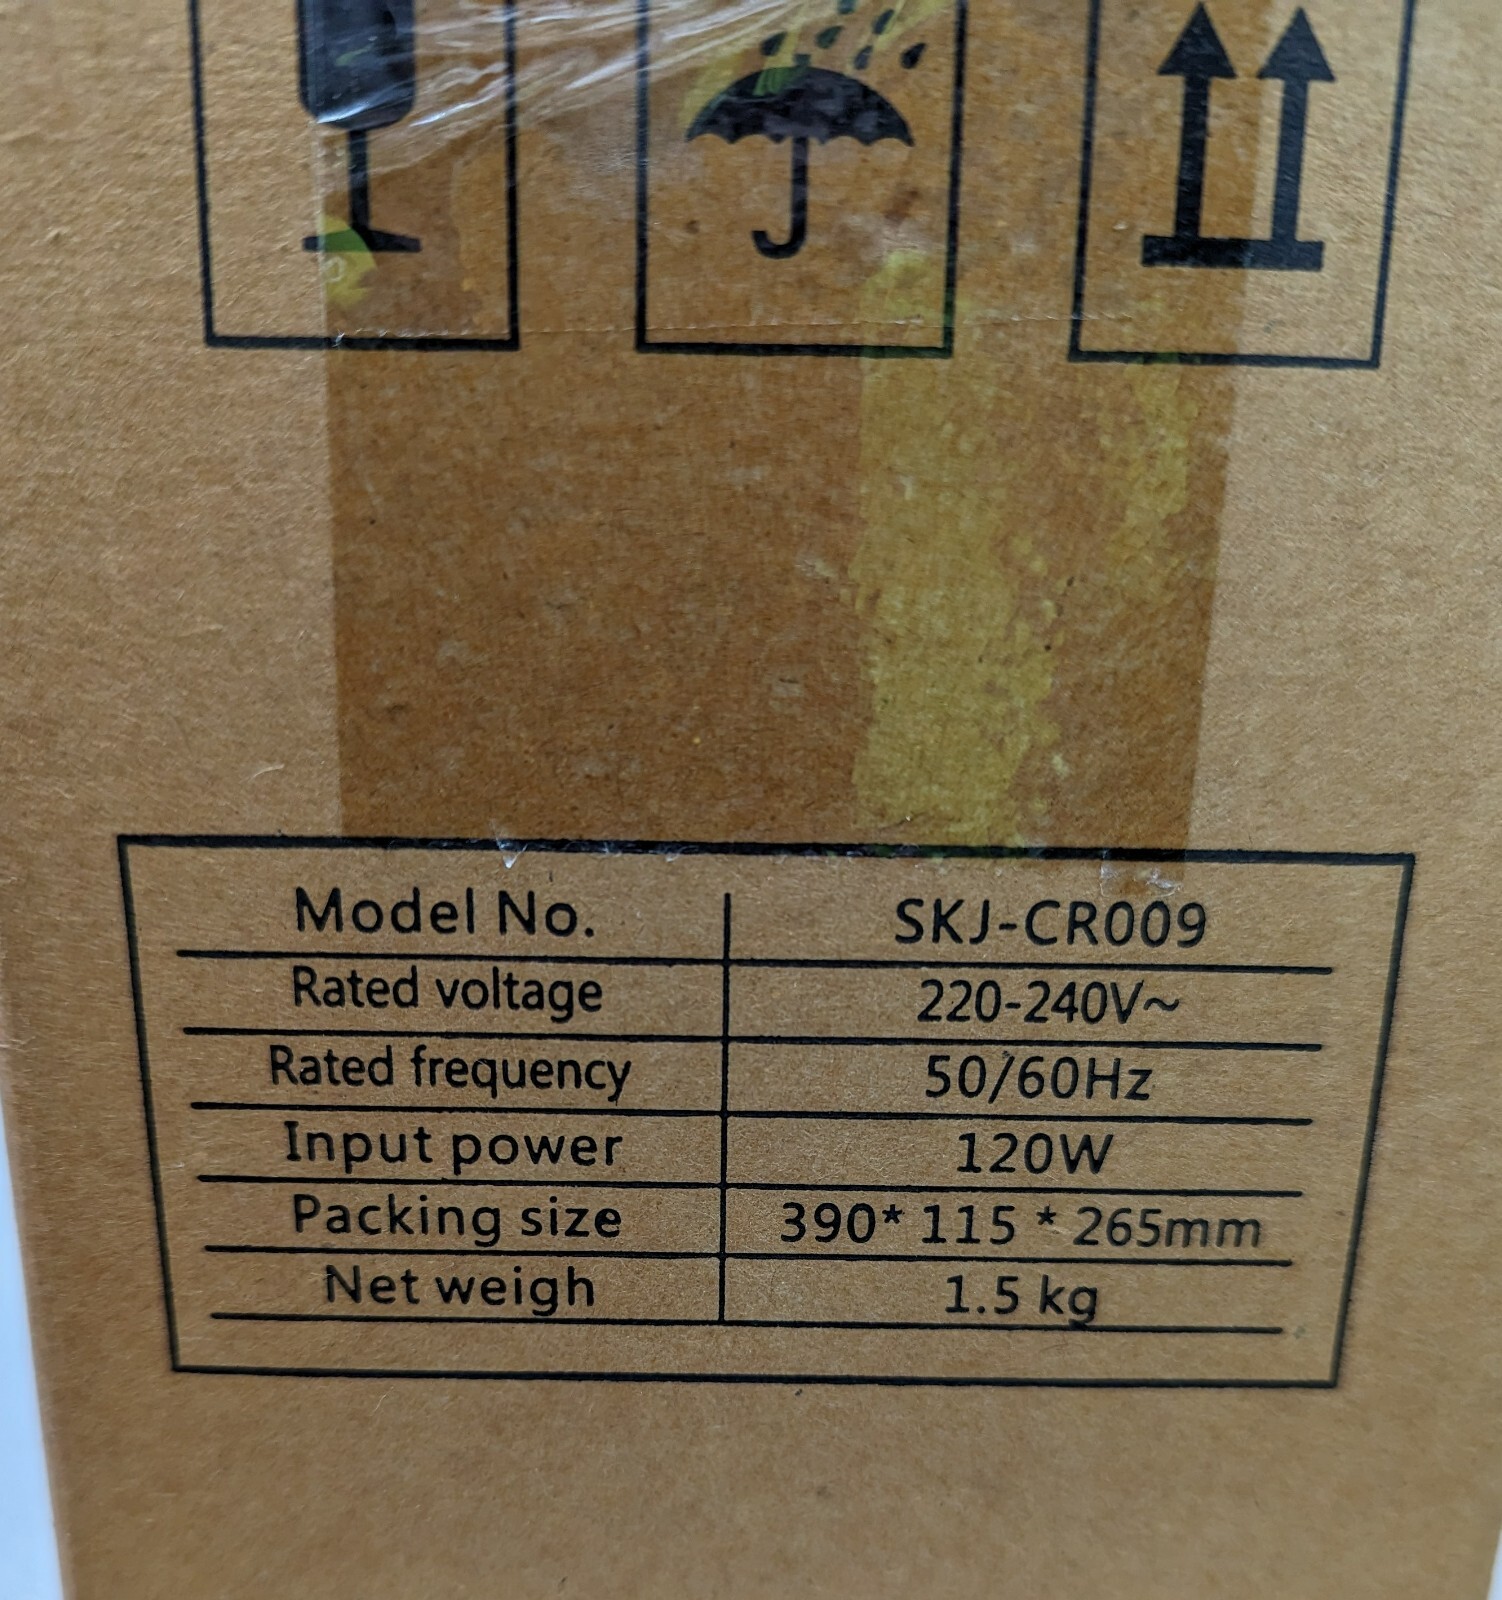 Model No. SKJ-CR009
Rated voltage 220-240V~
Rated frequency 50/60Hz
Input power 120W
Packing size 390* 115 * 265mm
Net weigh 1.5 kg